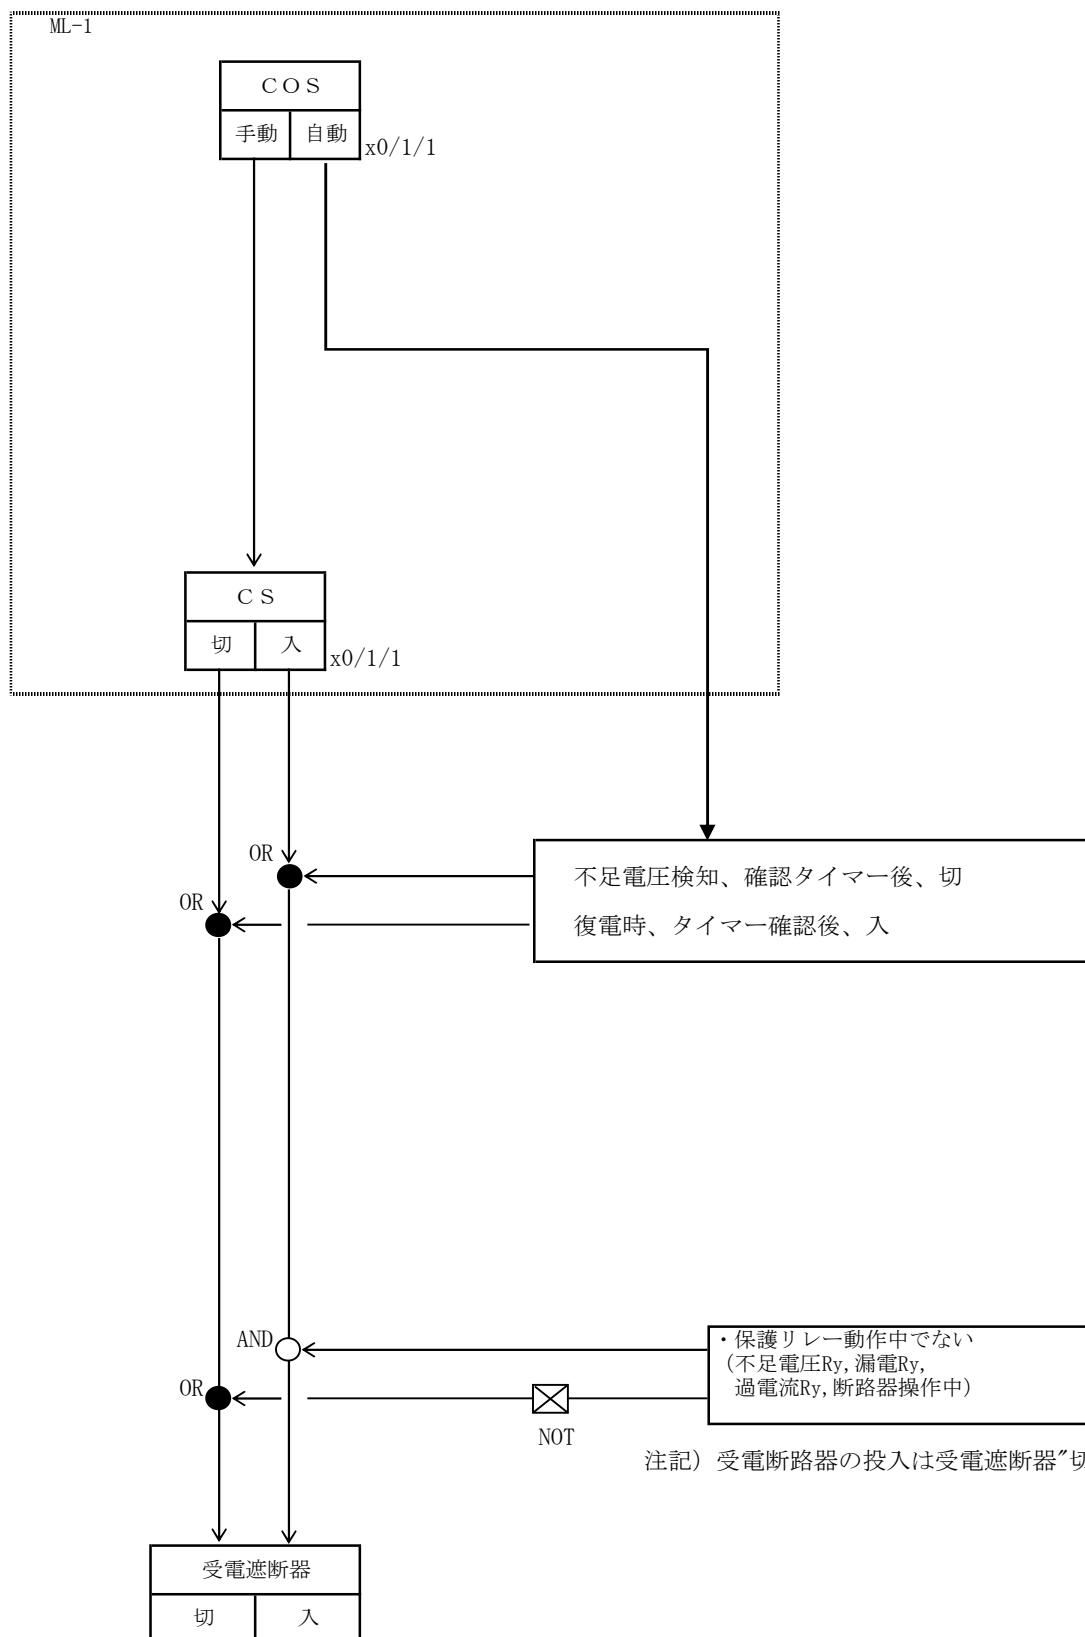 ML-1
ＣＯＳ
手動 自動
x0/1/1
ＣＳ
切 入
x0/1/1
OR
OR
不足電圧検知、確認タイマー後、切
復電時、タイマー確認後、入
AND
OR
・保護リレー動作中でない
（不足電圧Ry,漏電Ry,
過電流Ry,断路器操作中）
NOT
注記）受電断路器の投入は受電遮断器"切
受電遮断器
切 入